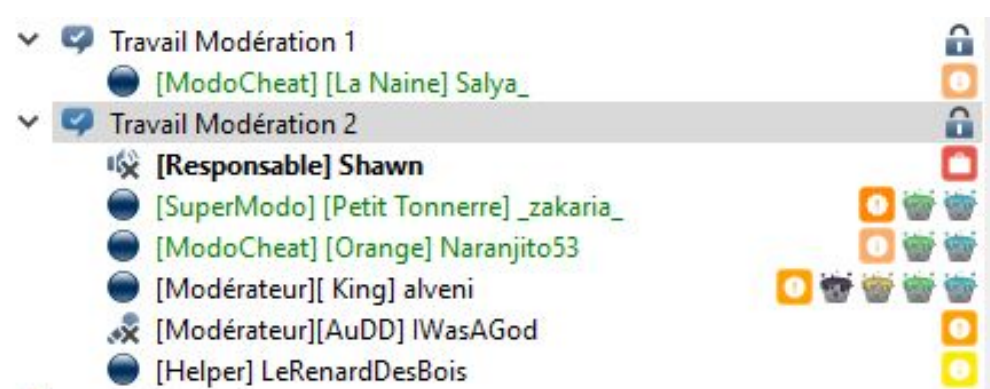 Travail Modération 1
[ModoCheat] [La Naine] Salya_
Travail Modération 2
[Responsable] Shawn
[SuperModo] [Petit Tonnerre] _zakaria_
[ModoCheat] [Orange] Naranjito53
[Modérateur][ King] alveni
[Modérateur][AuDD] IWasAGod
[Helper] LeRenardDesBois